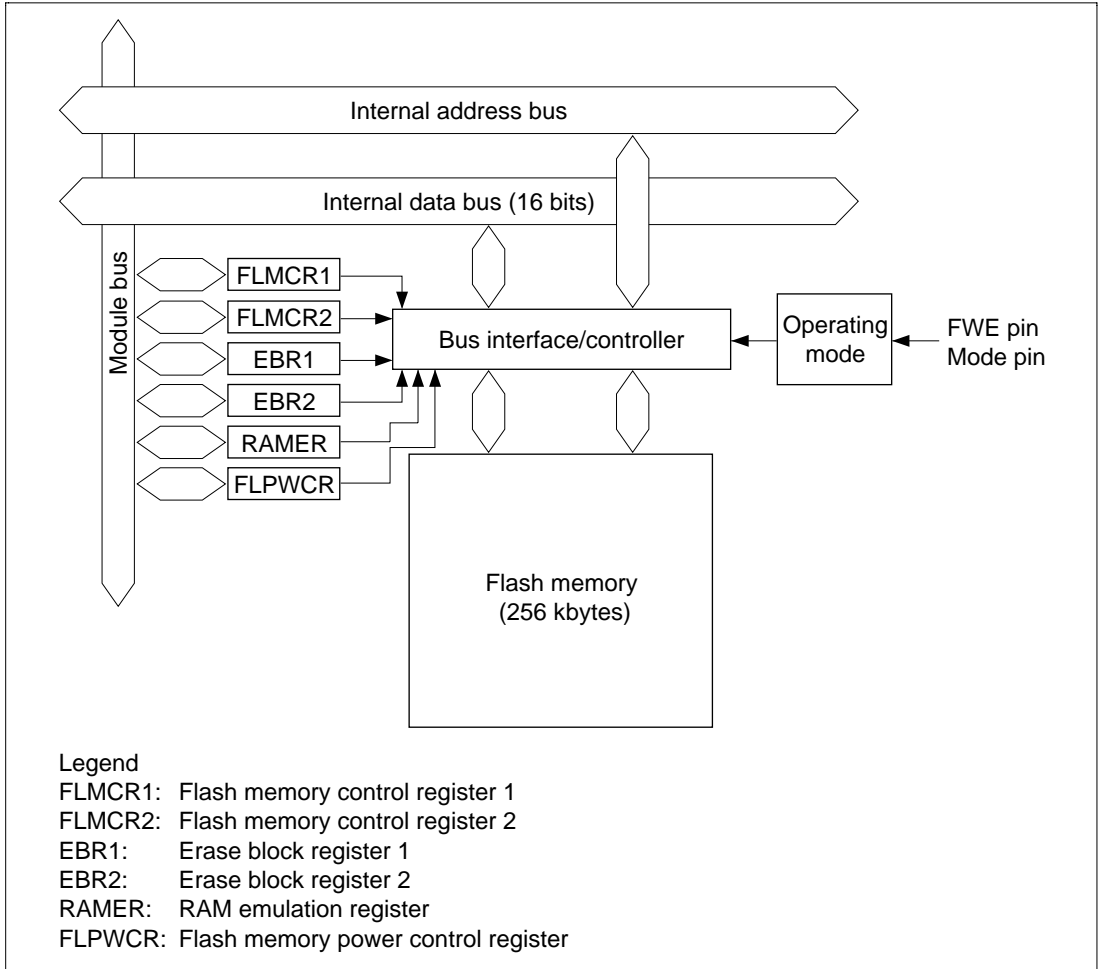 Internal address bus
Internal data bus (16 bits)
Module bus
FLMCR1
FLMCR2
EBR1
EBR2
RAMER
FLPWCR
Bus interface/controller
Operating
mode
FWE pin
Mode pin
Flash memory
(256 kbytes)
Legend
FLMCR1: Flash memory control register 1
FLMCR2: Flash memory control register 2
EBR1: Erase block register 1
EBR2: Erase block register 2
RAMER: RAM emulation register
FLPWCR: Flash memory power control register